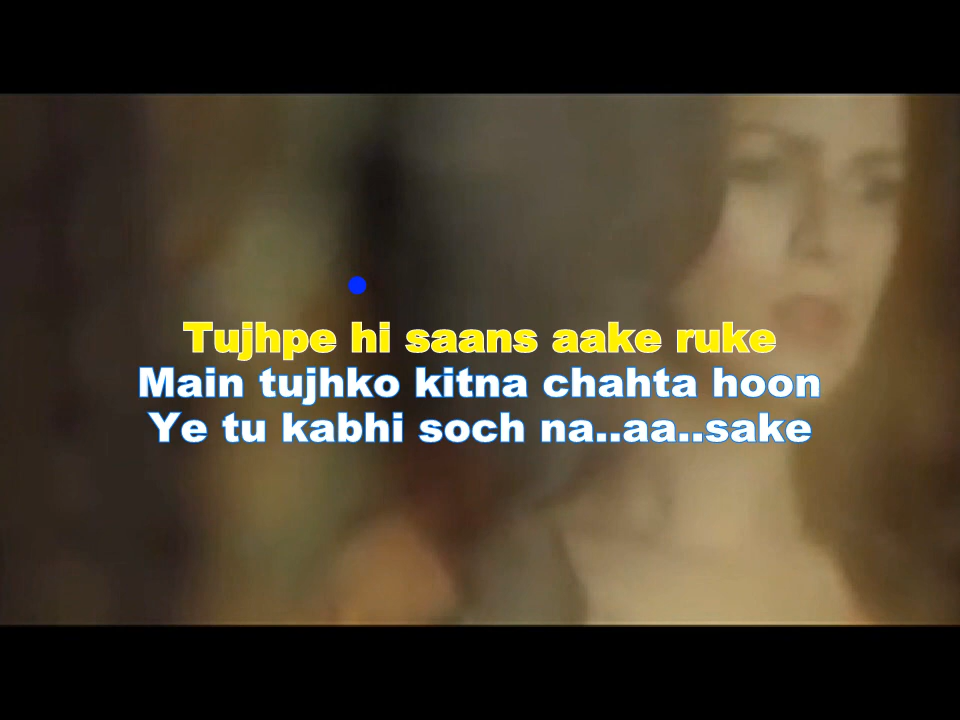 Tujhpe hi saans aake ruke
Main tujhko kitna chahta hoon
Ye tu kabhi soch na..aa..sake